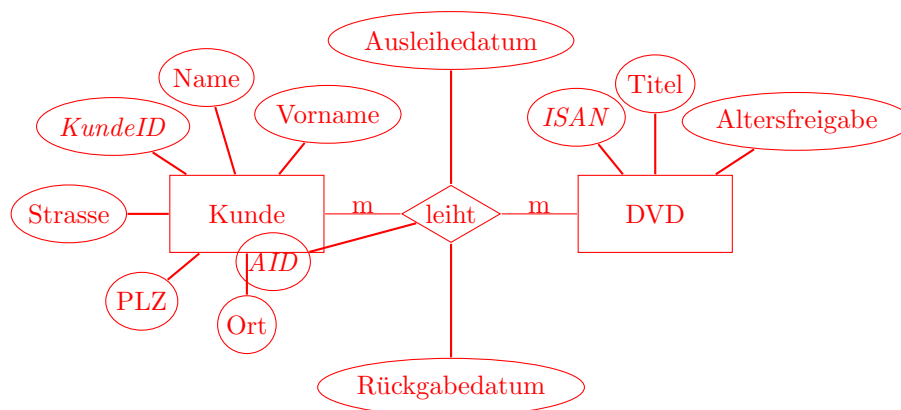 Ausleihedatum
Name
Titel
KundeID
Vorname
ISAN
Altersfreigabe
Strasse
Kunde
m
leiht
m
DVD
AID
PLZ
Ort
Rückgabedatum